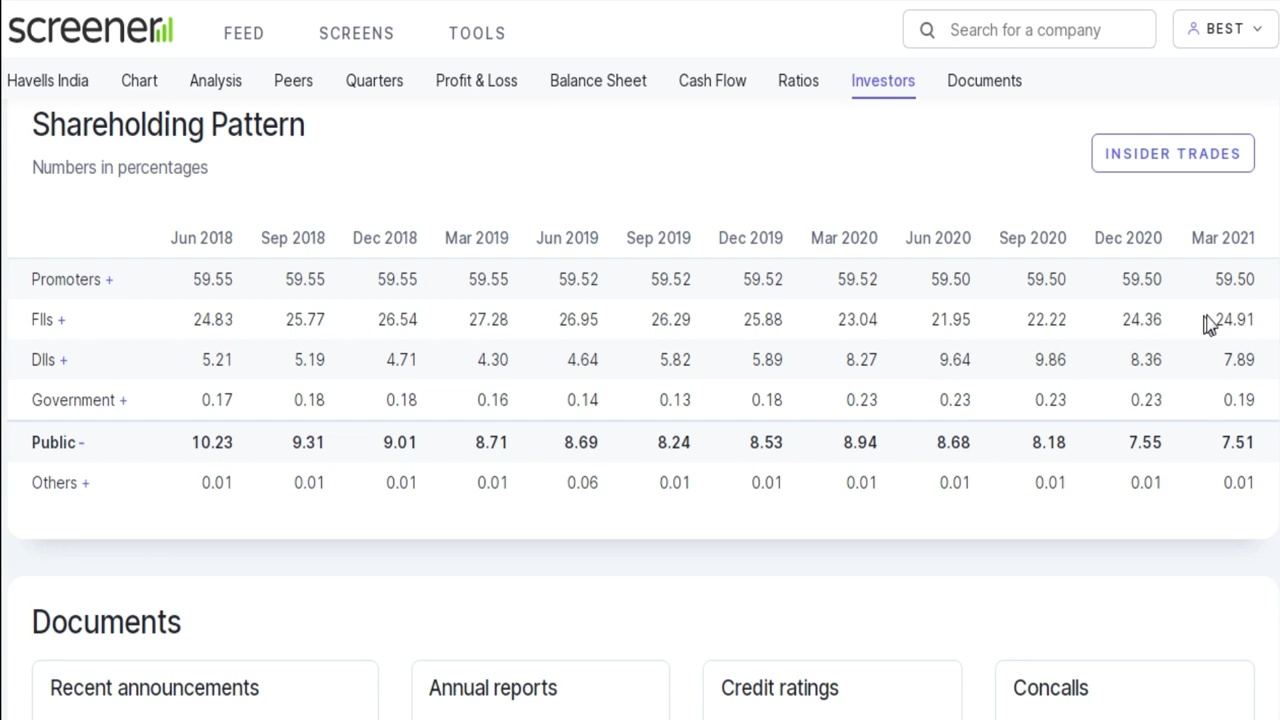 screener FEED SCREENS TOOLS Search for a company BEST
Havells India Chart Analysis Peers Quarters Profit & Loss Balance Sheet Cash Flow Ratios Investors Documents
Shareholding Pattern
INSIDER TRADES
Numbers in percentages
Jun 2018 Sep 2018 Dec 2018 Mar 2019 Jun 2019 Sep 2019 Dec 2019 Mar 2020 Jun 2020 Sep 2020 Dec 2020 Mar 2021
Promoters + 59.55 59.55 59.55 59.55 59.52 59.52 59.52 59.52 59.50 59.50 59.50 59.50
FIIs + 24.83 25.77 26.54 27.28 26.95 26.29 25.88 23.04 21.95 22.22 24.36 24.91
DIIs + 5.21 5.19 4.71 4.30 4.64 5.82 5.89 8.27 9.64 9.86 8.36 7.89
Government + 0.17 0.18 0.18 0.16 0.14 0.13 0.18 0.23 0.23 0.23 0.23 0.19
Public - 10.23 9.31 9.01 8.71 8.69 8.24 8.53 8.94 8.68 8.18 7.55 7.51
Others + 0.01 0.01 0.01 0.01 0.06 0.01 0.01 0.01 0.01 0.01 0.01 0.01
Documents
Recent announcements Annual reports Credit ratings Concalls